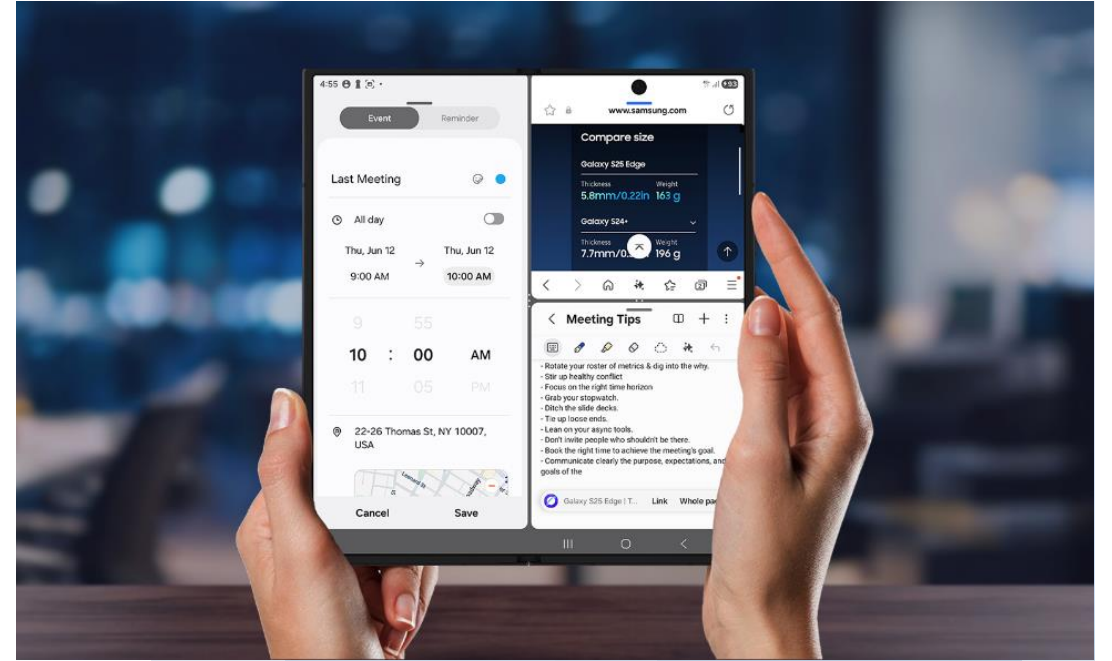 4:55
Event Reminder
Last Meeting
All day
Thu, Jun 12 → Thu, Jun 12
9:00 AM 10:00 AM
9 55
10 : 00 AM
11 05 PM
22-26 Thomas St, NY 10007,
USA
Leonard St
Cancel Save
93
www.samsung.com
Compare size
Galaxy S25 Edge
Thickness Weight
5.8mm/0.22in 163 g
Galaxy S24+
Thickness Weight
7.7mm/0. 196 g
2
Meeting Tips
- Rotate your roster of metrics & dig into the why.
- Stir up healthy conflict
- Focus on the right time horizon
- Grab your stopwatch.
- Ditch the slide decks.
- Tie up loose ends.
- Lean on your async tools.
- Don't invite people who shouldn't be there.
- Book the right time to achieve the meeting's goal.
- Communicate clearly the purpose, expectations, and
goals of the
Galaxy S25 Edge | T... Link Whole pa